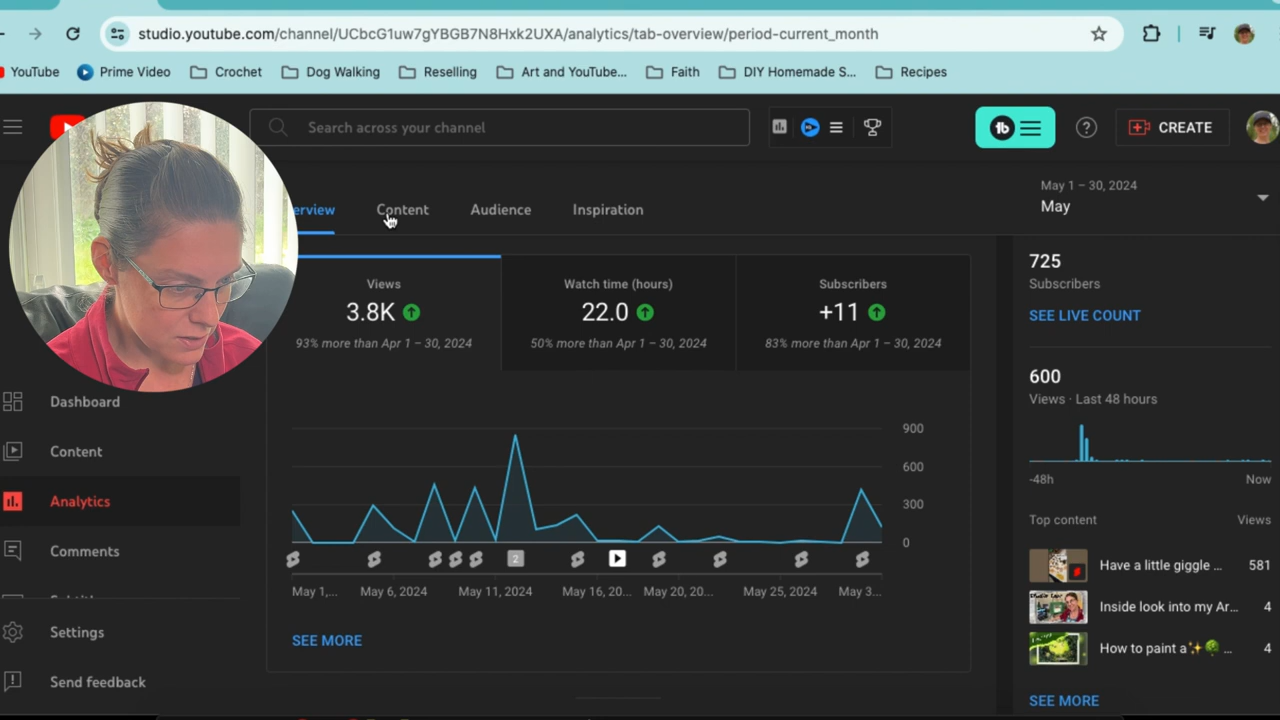 studio.youtube.com/channel/UCbcG1uw7gYBGB7N8Hxk2UXA/analytics/tab-overview/period-current_month
YouTube Prime Video Crochet Dog Walking Reselling Art and YouTube... Faith DIY Homemade S... Recipes
Search across your channel
tb
CREATE
erview Content Audience Inspiration
May 1 – 30, 2024
May
Views Watch time (hours) Subscribers
3.8K 22.0 +11
93% more than Apr 1 – 30, 2024 50% more than Apr 1 – 30, 2024 83% more than Apr 1 – 30, 2024
725
Subscribers
SEE LIVE COUNT
600
Views · Last 48 hours
-48h Now
Dashboard
Content
Analytics
Comments
Settings
Send feedback
900
600
300
0
2
May 1,... May 6, 2024 May 11, 2024 May 16, 20... May 20, 20... May 25, 2024 May 3...
SEE MORE
Top content Views
Have a little giggle ... 581
Inside look into my Ar... 4
How to paint a✨🌳 ... 4
SEE MORE